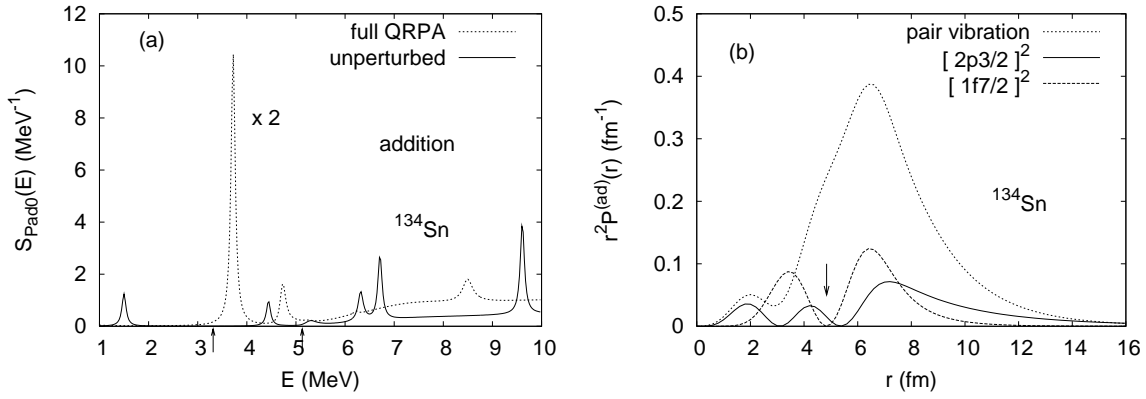 (a)
full QRPA
unperturbed
x 2
addition
¹³⁴Sn
S_Pad0(E) (MeV⁻¹)
12
10
8
6
4
2
0
1 2 3 4 5 6 7 8 9 10
E (MeV)
(b)
pair vibration
[ 2p3/2 ]²
[ 1f7/2 ]²
¹³⁴Sn
r²P⁽ᵃᵈ⁾(r) (fm⁻¹)
0.5
0.4
0.3
0.2
0.1
0
0 2 4 6 8 10 12 14 16
r (fm)